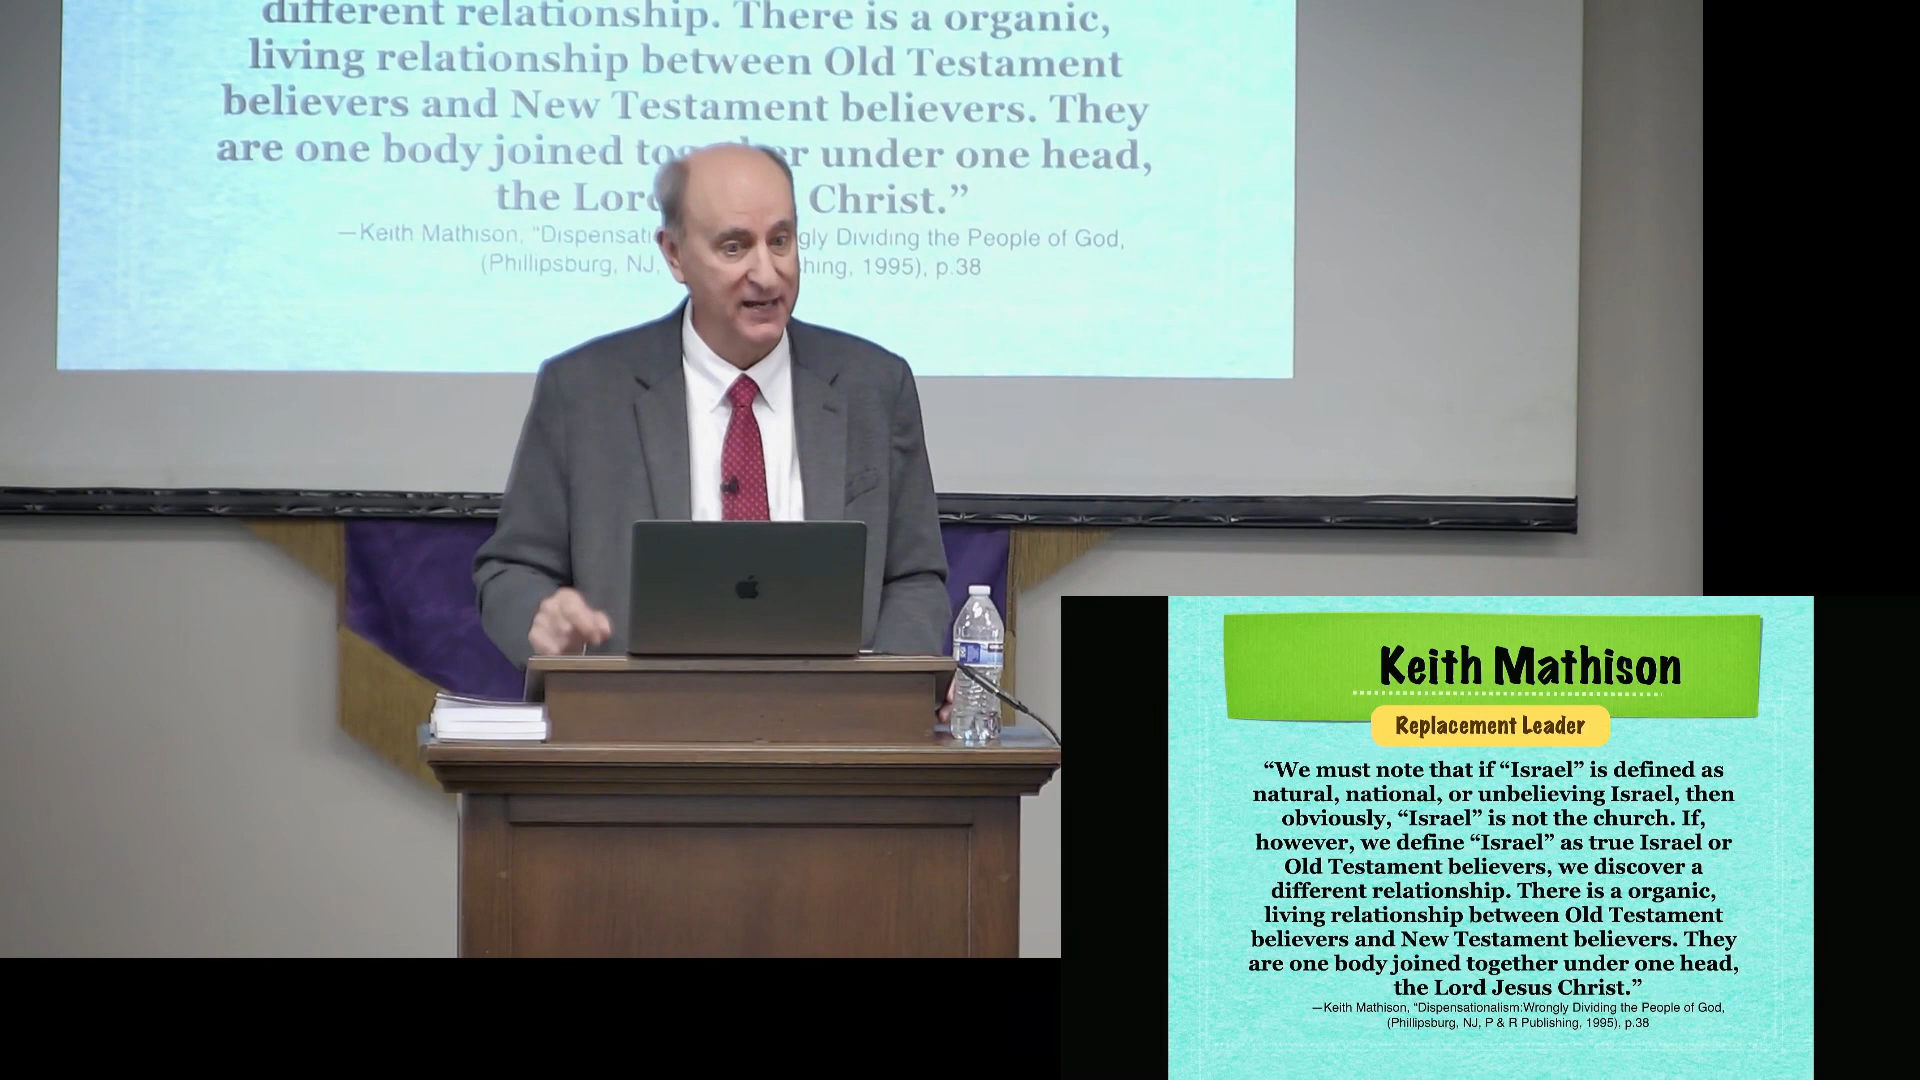 different relationship. There is a organic,
living relationship between Old Testament
believers and New Testament believers. They
are one body joined together under one head,
the Lord Christ.”
—Keith Mathison, “Dispensati gly Dividing the People of God,
(Phillipsburg, NJ, hing, 1995), p.38
Keith Mathison
Replacement Leader
“We must note that if “Israel” is defined as
natural, national, or unbelieving Israel, then
obviously, “Israel” is not the church. If,
however, we define “Israel” as true Israel or
Old Testament believers, we discover a
different relationship. There is a organic,
living relationship between Old Testament
believers and New Testament believers. They
are one body joined together under one head,
the Lord Jesus Christ.”
—Keith Mathison, “Dispensationalism:Wrongly Dividing the People of God,
(Phillipsburg, NJ, P & R Publishing, 1995), p.38